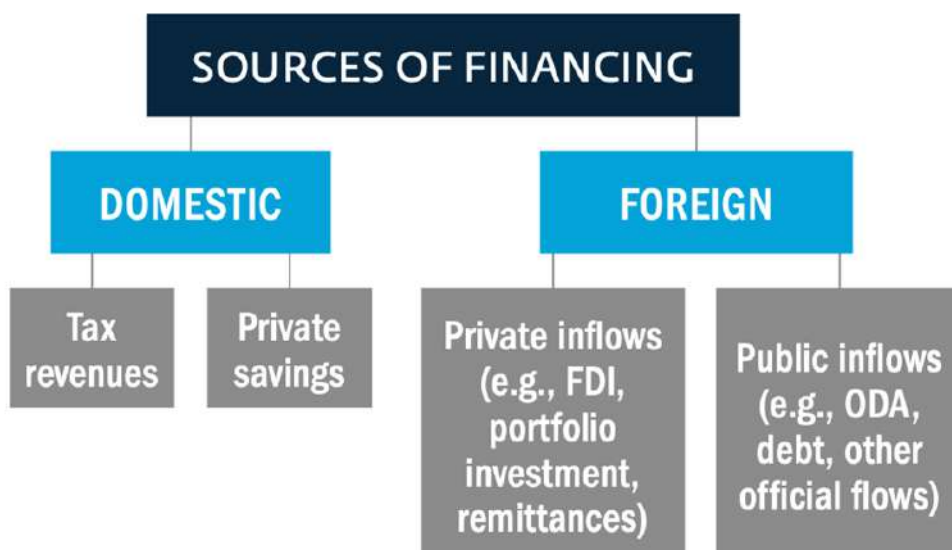 SOURCES OF FINANCING
DOMESTIC
FOREIGN
Tax
revenues
Private
savings
Private inflows
(e.g., FDI,
portfolio
investment,
remittances)
Public inflows
(e.g., ODA,
debt, other
official flows)